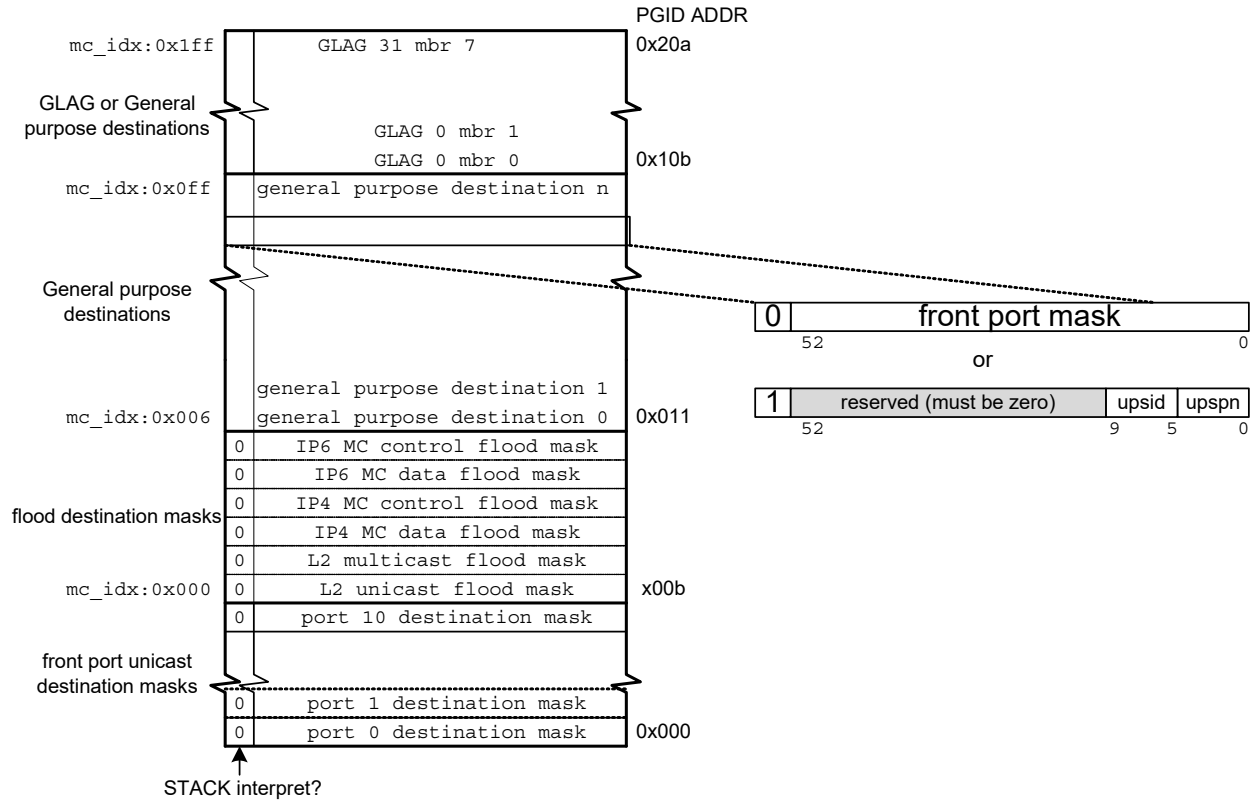 PGID ADDR
mc_idx:0x1ff GLAG 31 mbr 7 0x20a
GLAG or General
purpose destinations
GLAG 0 mbr 1
GLAG 0 mbr 0 0x10b
mc_idx:0x0ff general purpose destination n
General purpose
destinations
0 front port mask
52 0
or
1 reserved (must be zero) upsid upspn
52 9 5 0
general purpose destination 1
mc_idx:0x006 general purpose destination 0 0x011
0 IP6 MC control flood mask
0 IP6 MC data flood mask
0 IP4 MC control flood mask
flood destination masks
0 IP4 MC data flood mask
0 L2 multicast flood mask
mc_idx:0x000 0 L2 unicast flood mask x00b
0 port 10 destination mask
front port unicast
destination masks
0 port 1 destination mask
0 port 0 destination mask 0x000
STACK interpret?